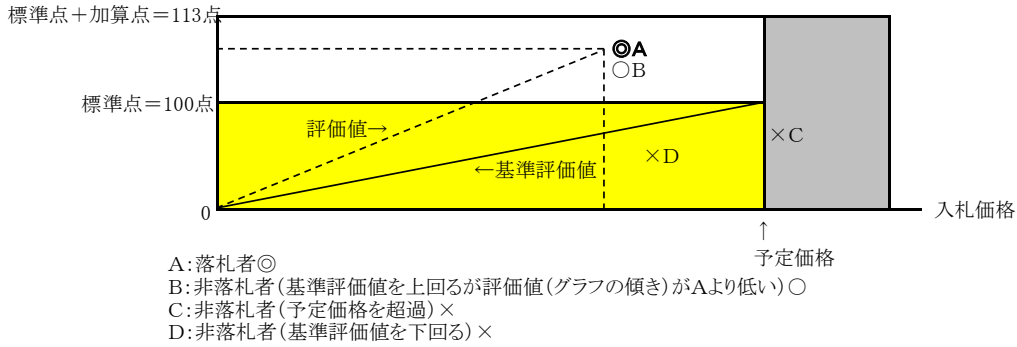 標準点+加算点=113点
◎A
○B
標準点=100点
評価値→
×C
×D
←基準評価値
0
入札価格
↑
予定価格
A:落札者◎
B:非落札者(基準評価値を上回るが評価値(グラフの傾き)がAより低い)○
C:非落札者(予定価格を超過)×
D:非落札者(基準評価値を下回る)×